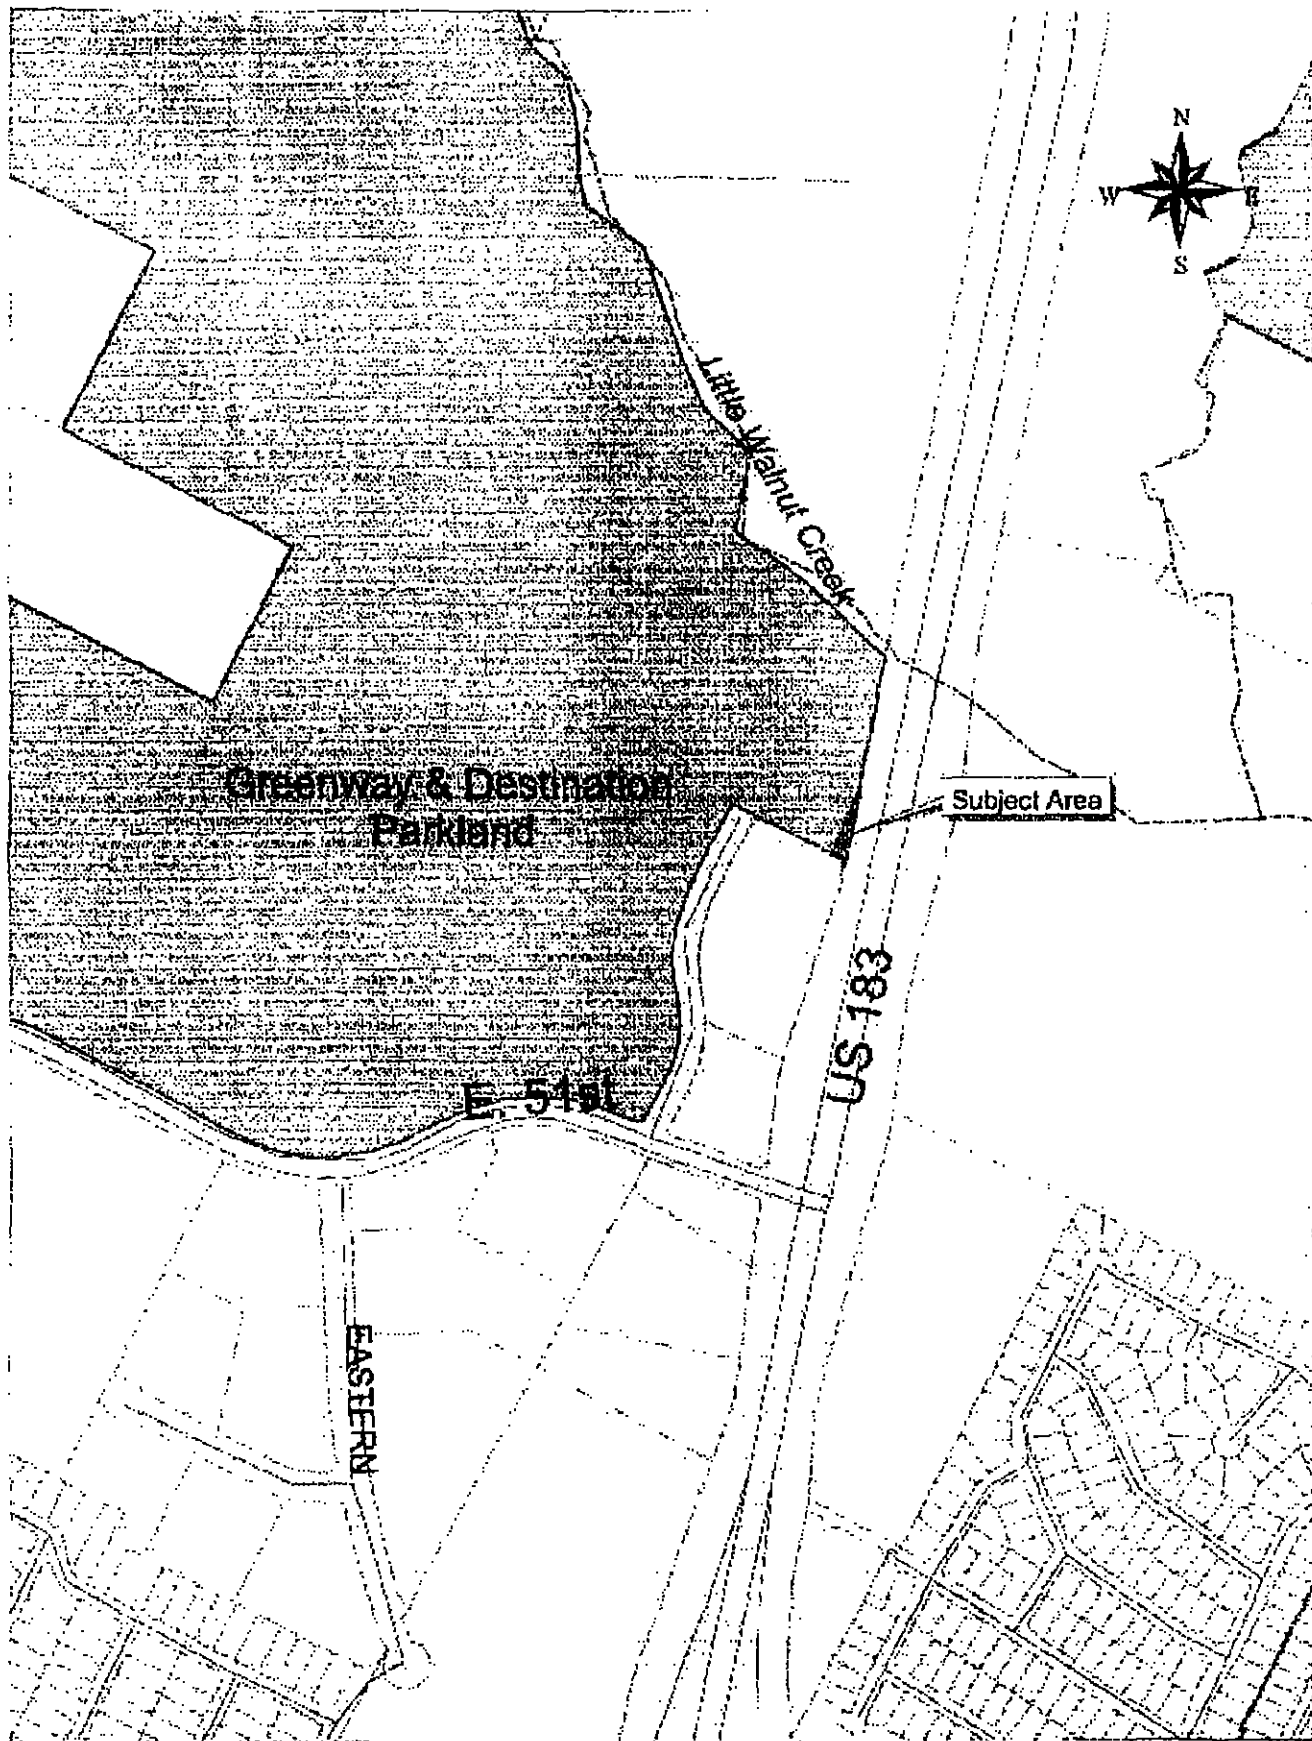 N
W E
S
Little Walnut Creek
Greenway & Destination
Parkland
Subject Area
US 183
E. 51st
EASTERN